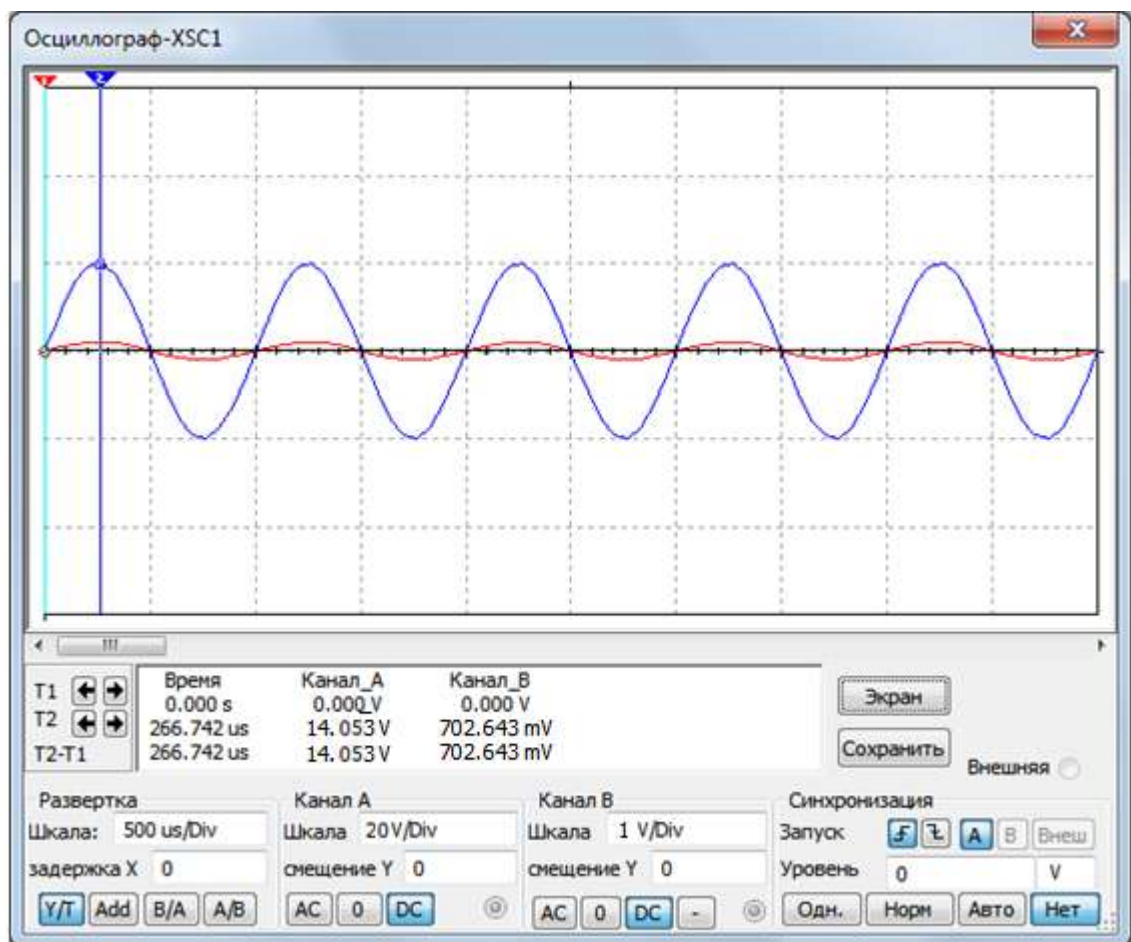 Осциллограф-XSC1
1 2
Время Канал_A Канал_B
T1 0.000 s 0.000 V 0.000 V
T2 266.742 us 14.053 V 702.643 mV
T2-T1 266.742 us 14.053 V 702.643 mV
Экран
Сохранить
Внешняя
Развертка Канал A Канал B Синхронизация
Шкала: 500 us/Div Шкала 20 V/Div Шкала 1 V/Div Запуск A B Внеш
задержка X 0 смещение Y 0 смещение Y 0 Уровень 0 V
Y/T Add B/A A/B AC 0 DC AC 0 DC - Одн. Норм Авто Нет